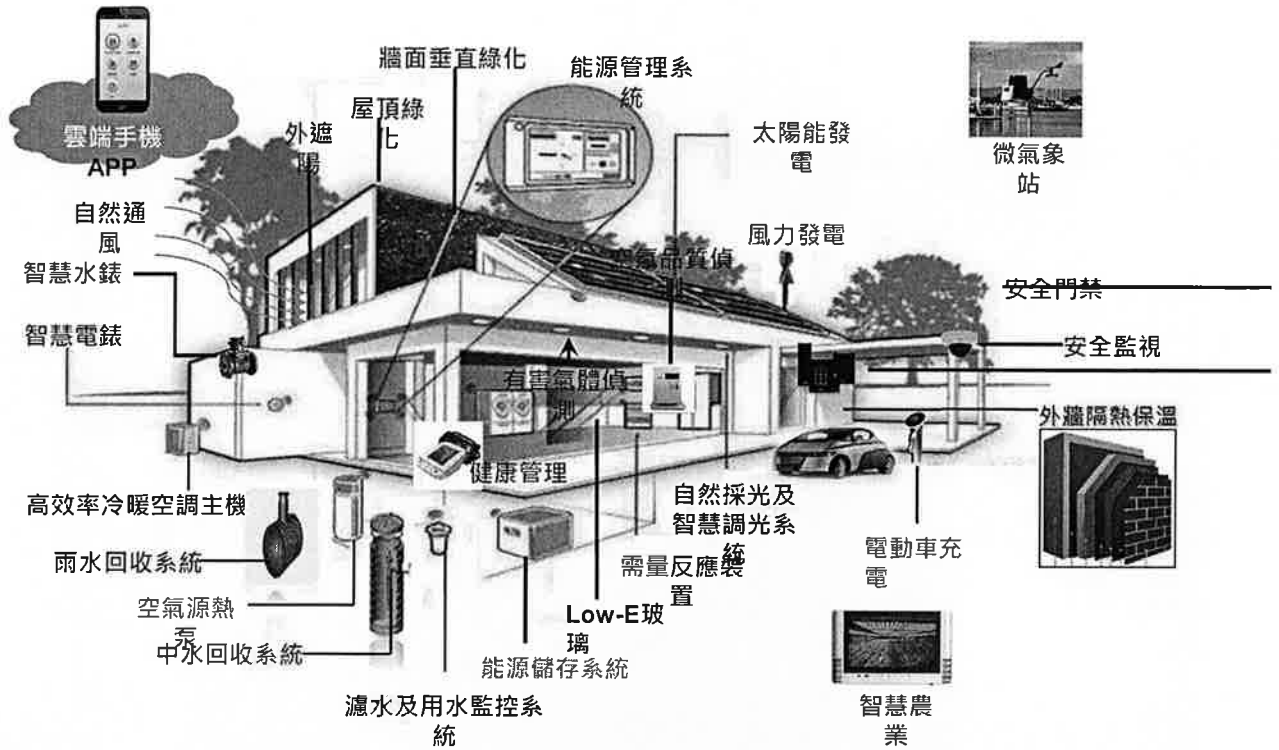 雲端手機
APP
牆面垂直綠化
能源管理系
統
屋頂綠
化
外遮
陽
太陽能發
電
微氣象
站
自然通
風
風力發電
空氣品質偵
智慧水錶
安全門禁
智慧電錶
安全監視
有害氣體偵
測
外牆隔熱保溫
健康管理
高效率冷暖空調主機
自然採光及
智慧調光系
統
電動車充
電
雨水回收系統
需量反應裝
置
空氣源熱
泵
Low-E玻
璃
中水回收系統
能源儲存系統
濾水及用水監控系
統
智慧農
業